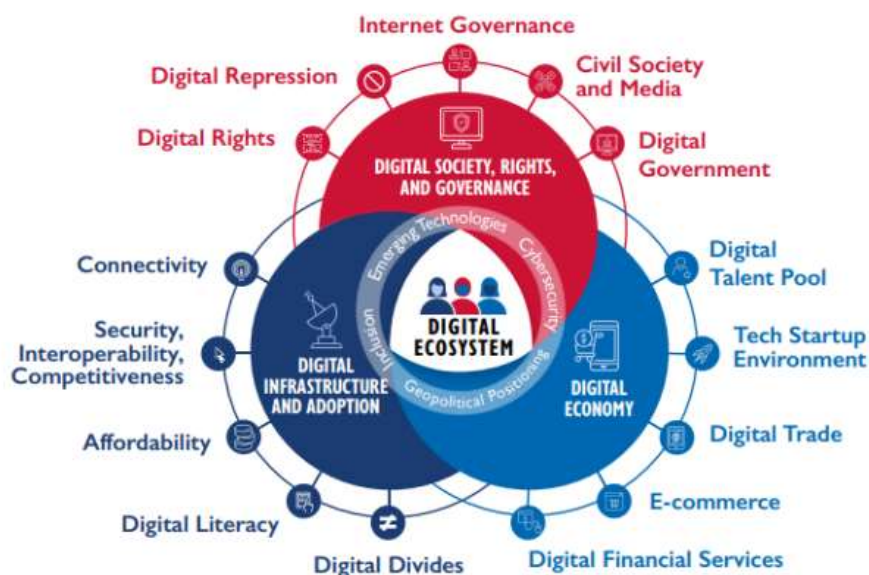 Internet Governance
Digital Repression
Civil Society
and Media
Digital Rights
Digital
Government
DIGITAL SOCIETY, RIGHTS,
AND GOVERNANCE
Emerging Technologies
Cybersecurity
Connectivity
Digital
Talent Pool
Security,
Interoperability,
Competitiveness
Inclusion
DIGITAL
ECOSYSTEM
Tech Startup
Environment
DIGITAL
INFRASTRUCTURE
AND ADOPTION
Geopolitical Positioning
DIGITAL
ECONOMY
Affordability
Digital Trade
Digital Literacy
E-commerce
Digital Divides
Digital Financial Services